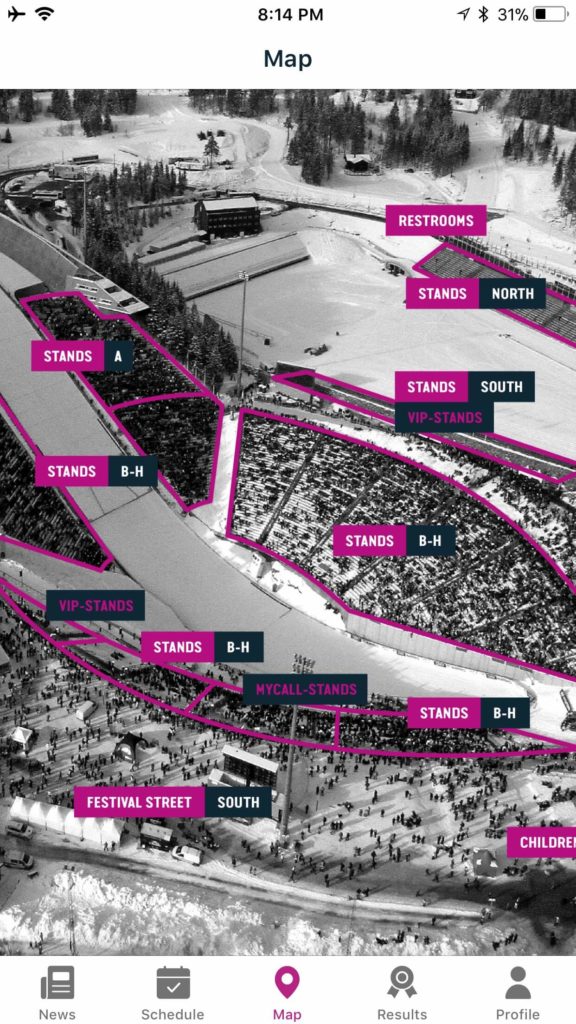 8:14 PM
31%
Map
RESTROOMS
STANDS NORTH
STANDS A
STANDS SOUTH
VIP-STANDS
STANDS B-H
STANDS B-H
VIP-STANDS
STANDS B-H
MYCALL-STANDS
STANDS B-H
FESTIVAL STREET SOUTH
CHILDREN
News
Schedule
Map
Results
Profile